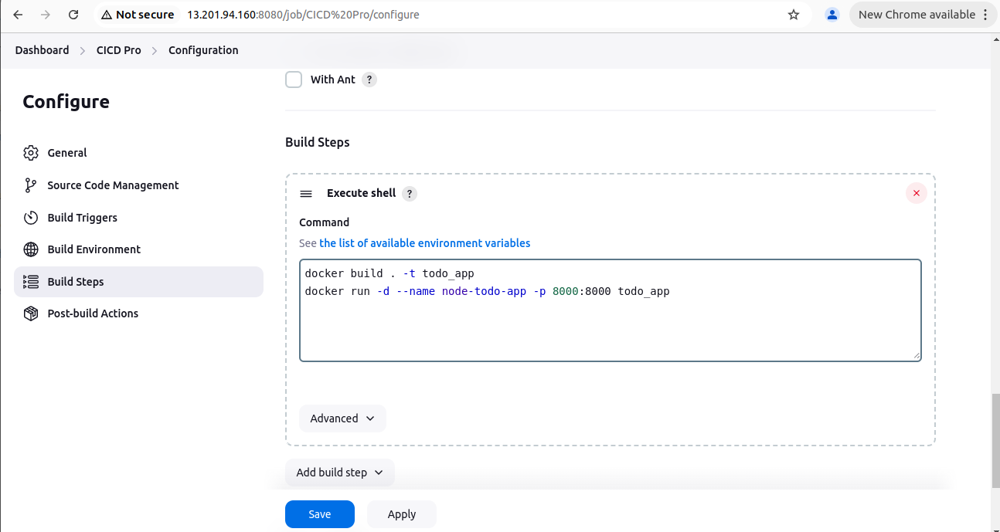 Not secure 13.201.94.160:8080/job/CICD%20Pro/configure New Chrome available
Dashboard CICD Pro Configuration
With Ant ?
Configure
General
Source Code Management
Build Triggers
Build Environment
Build Steps
Post-build Actions
Build Steps
Execute shell ?
Command
See the list of available environment variables
docker build . -t todo_app
docker run -d --name node-todo-app -p 8000:8000 todo_app
Advanced
Add build step
Save Apply